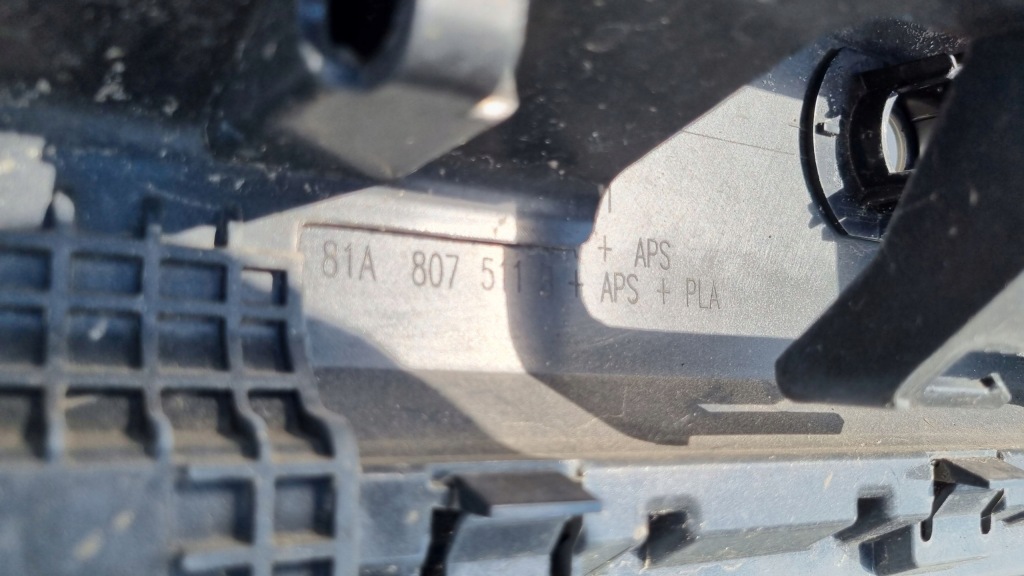 + APS
81A 807 511 + APS + PLA